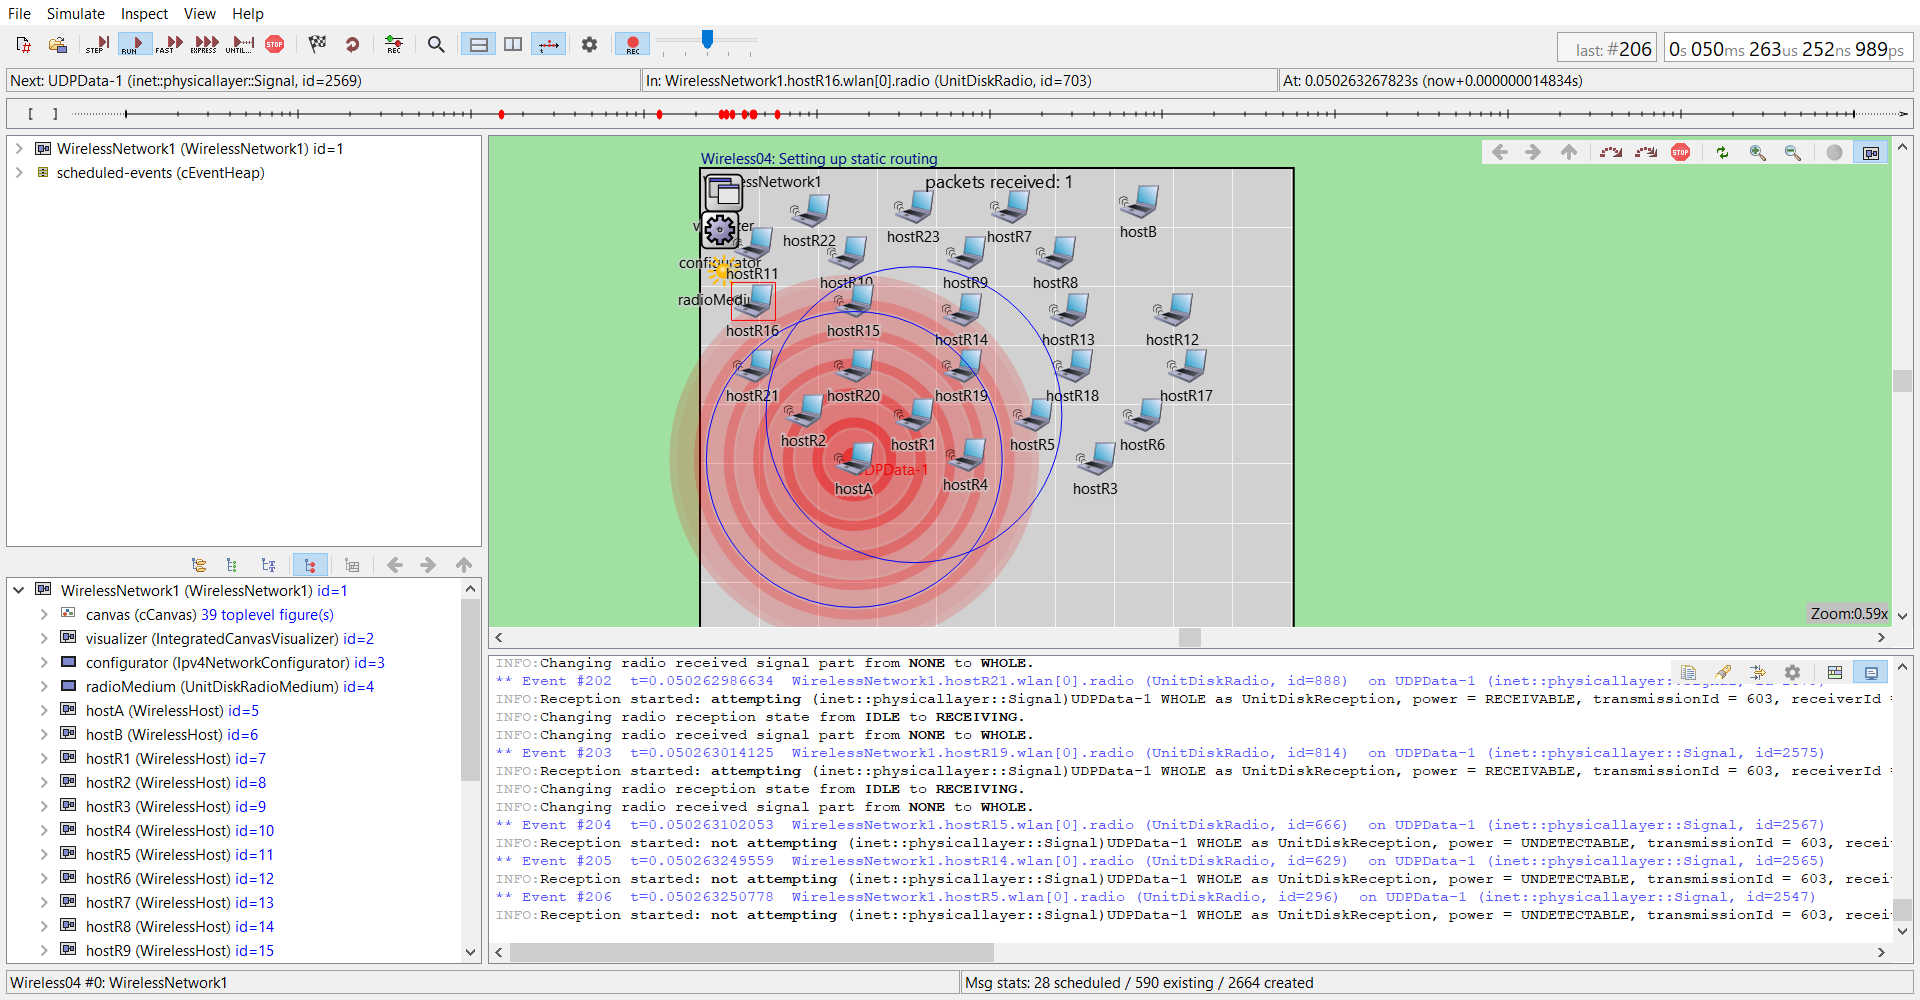 File Simulate Inspect View Help
STEP RUN FAST EXPRESS UNTIL... STOP REC REC
last: #206 0s 050ms 263us 252ns 989ps
Next: UDPData-1 (inet::physicallayer::Signal, id=2569) In: WirelessNetwork1.hostR16.wlan[0].radio (UnitDiskRadio, id=703) At: 0.050263267823s (now+0.000000014834s)
[ ]
WirelessNetwork1 (WirelessNetwork1) id=1
scheduled-events (cEventHeap)
WirelessNetwork1 (WirelessNetwork1) id=1
canvas (cCanvas) 39 toplevel figure(s)
visualizer (IntegratedCanvasVisualizer) id=2
configurator (Ipv4NetworkConfigurator) id=3
radioMedium (UnitDiskRadioMedium) id=4
hostA (WirelessHost) id=5
hostB (WirelessHost) id=6
hostR1 (WirelessHost) id=7
hostR2 (WirelessHost) id=8
hostR3 (WirelessHost) id=9
hostR4 (WirelessHost) id=10
hostR5 (WirelessHost) id=11
hostR6 (WirelessHost) id=12
hostR7 (WirelessHost) id=13
hostR8 (WirelessHost) id=14
hostR9 (WirelessHost) id=15
Wireless04: Setting up static routing
STOP
packets received: 1
hostR22 hostR23 hostR7 hostB
configurator
hostR11 hostR10 hostR9 hostR8
hostR16 hostR15 hostR14 hostR13 hostR12
hostR21 hostR20 hostR19 hostR18 hostR17
hostR2 hostR1 hostR5 hostR6
hostA hostR4 hostR3
Zoom:0.59x
INFO:Changing radio received signal part from NONE to WHOLE.
** Event #202 t=0.050262986634 WirelessNetwork1.hostR21.wlan[0].radio (UnitDiskRadio, id=888) on UDPData-1 (inet::physicallayer::Signal,
INFO:Reception started: attempting (inet::physicallayer::Signal)UDPData-1 WHOLE as UnitDiskReception, power = RECEIVABLE, transmissionId = 603, receiverId =
INFO:Changing radio reception state from IDLE to RECEIVING.
INFO:Changing radio received signal part from NONE to WHOLE.
** Event #203 t=0.050263014125 WirelessNetwork1.hostR19.wlan[0].radio (UnitDiskRadio, id=814) on UDPData-1 (inet::physicallayer::Signal, id=2575)
INFO:Reception started: attempting (inet::physicallayer::Signal)UDPData-1 WHOLE as UnitDiskReception, power = RECEIVABLE, transmissionId = 603, receiverId =
INFO:Changing radio reception state from IDLE to RECEIVING.
INFO:Changing radio received signal part from NONE to WHOLE.
** Event #204 t=0.050263102053 WirelessNetwork1.hostR15.wlan[0].radio (UnitDiskRadio, id=666) on UDPData-1 (inet::physicallayer::Signal, id=2567)
INFO:Reception started: not attempting (inet::physicallayer::Signal)UDPData-1 WHOLE as UnitDiskReception, power = UNDETECTABLE, transmissionId = 603, recei
** Event #205 t=0.050263249559 WirelessNetwork1.hostR14.wlan[0].radio (UnitDiskRadio, id=629) on UDPData-1 (inet::physicallayer::Signal, id=2565)
INFO:Reception started: not attempting (inet::physicallayer::Signal)UDPData-1 WHOLE as UnitDiskReception, power = UNDETECTABLE, transmissionId = 603, recei
** Event #206 t=0.050263250778 WirelessNetwork1.hostR5.wlan[0].radio (UnitDiskRadio, id=296) on UDPData-1 (inet::physicallayer::Signal, id=2547)
INFO:Reception started: not attempting (inet::physicallayer::Signal)UDPData-1 WHOLE as UnitDiskReception, power = UNDETECTABLE, transmissionId = 603, recei
Wireless04 #0: WirelessNetwork1 Msg stats: 28 scheduled / 590 existing / 2664 created